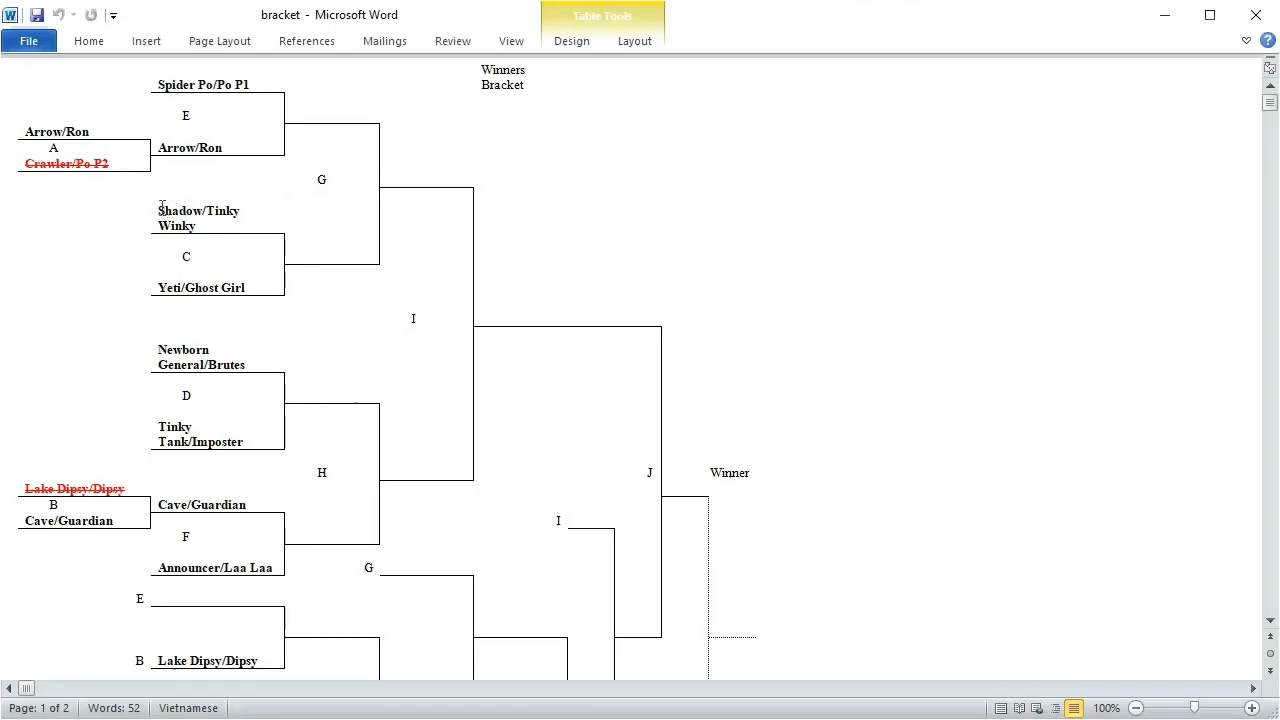 bracket - Microsoft Word
Table Tools
File
Home
Insert
Page Layout
References
Mailings
Review
View
Design
Layout
Winners
Bracket
Spider Po/Po P1
E
Arrow/Ron
A
Arrow/Ron
Crawler/Po P2
G
Shadow/Tinky
Winky
C
Yeti/Ghost Girl
I
Newborn
General/Brutes
D
Tinky
Tank/Imposter
H
J
Winner
Lake Dipsy/Dipsy
B
Cave/Guardian
Cave/Guardian
I
F
Announcer/Laa Laa
G
E
B
Lake Dipsy/Dipsy
Page: 1 of 2
Words: 52
Vietnamese
100%